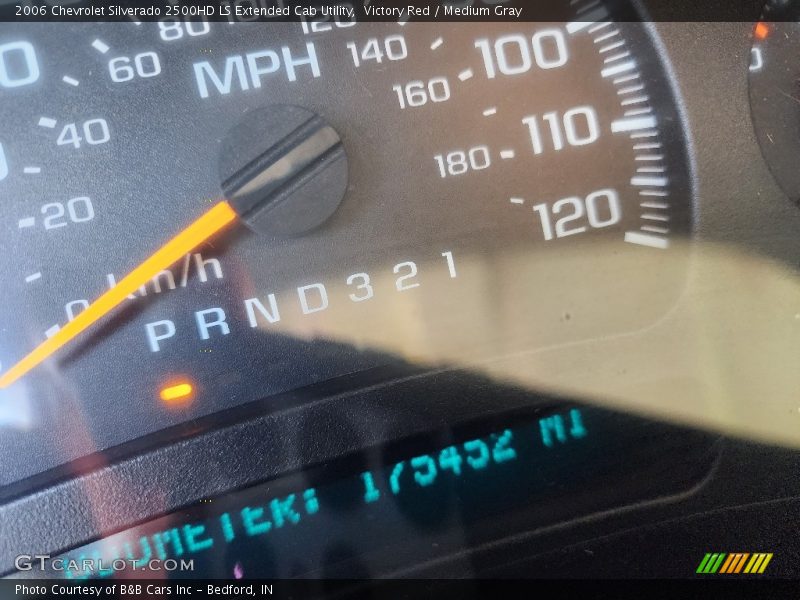 2006 Chevrolet Silverado 2500HD LS Extended Cab Utility,  Victory Red / Medium Gray
80
120
60
MPH
140
100
160
40
110
180
20
120
km/h
0
P R N D 3 2 1
ODOMETER: 175452 MI
GTCARLOT.COM
Photo Courtesy of B&B Cars Inc - Bedford, IN